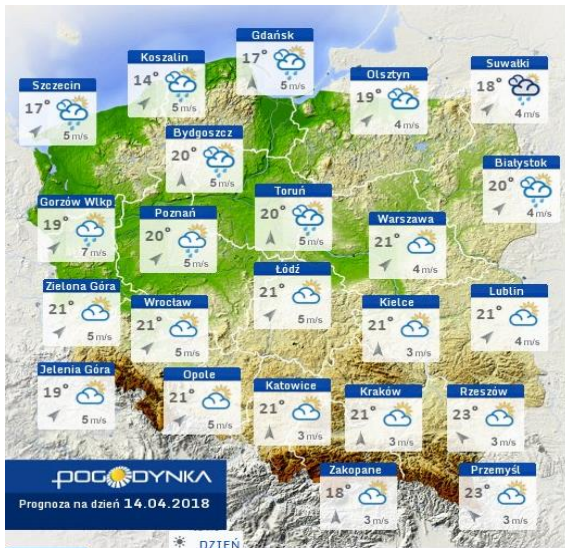 Gdańsk
17°
5 m/s
Koszalin
14°
5 m/s
Suwałki
18°
4 m/s
Olsztyn
19°
4 m/s
Szczecin
17°
5 m/s
Bydgoszcz
20°
5 m/s
Białystok
20°
4 m/s
Toruń
20°
5 m/s
Gorzów Wlkp
19°
7 m/s
Poznań
20°
5 m/s
Warszawa
21°
4 m/s
Łódź
21°
5 m/s
Zielona Góra
21°
5 m/s
Lublin
21°
4 m/s
Wrocław
21°
5 m/s
Kielce
21°
3 m/s
Jelenia Góra
19°
5 m/s
Opole
21°
5 m/s
Katowice
21°
3 m/s
Kraków
21°
3 m/s
Rzeszów
23°
3 m/s
Zakopane
18°
3 m/s
Przemyśl
23°
3 m/s
POGODYNKA
Prognoza na dzień 14.04.2018
DZIEŃ